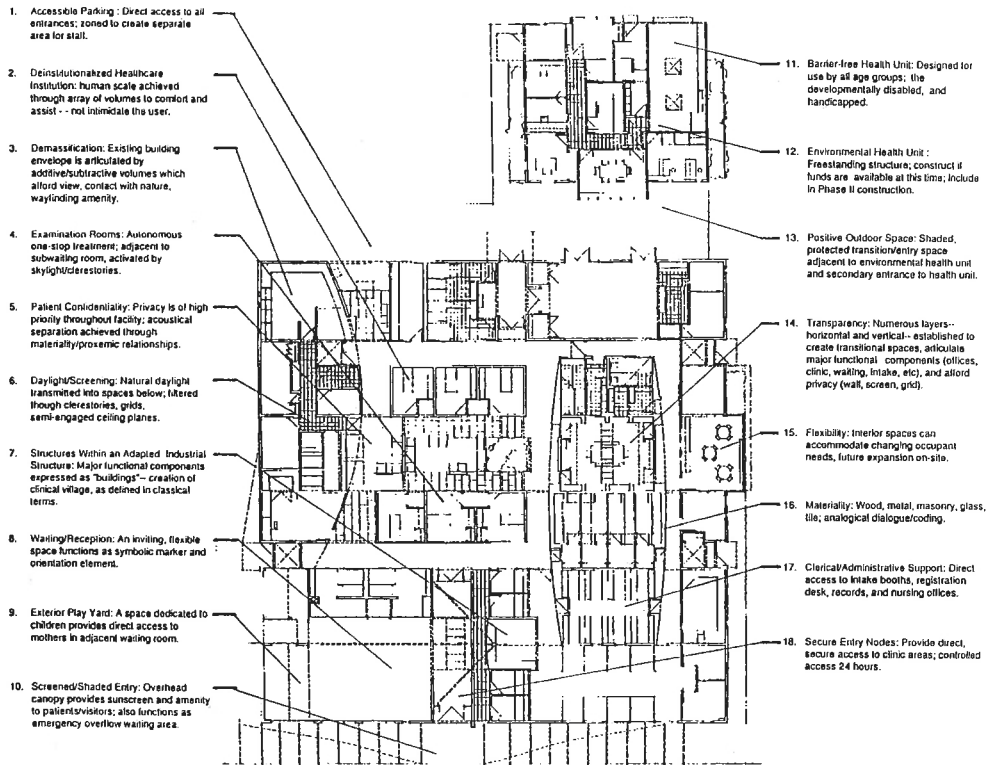 1. Accessible Parking : Direct access to all
entrances; zoned to create separate
area for staff.
2. Deinstitutionalized Healthcare
Institution: human scale achieved
through array of volumes to comfort and
assist - - not intimidate the user.
3. Demassification: Existing building
envelope is articulated by
additive/subtractive volumes which
afford view, contact with nature,
wayfinding amenity.
4. Examination Rooms: Autonomous
one-stop treatment; adjacent to
subwaiting room, activated by
skylight/clerestories.
5. Patient Confidentiality: Privacy is of high
priority throughout facility; acoustical
separation achieved through
materiality/proxemic relationships.
6. Daylight/Screening: Natural daylight
transmitted into spaces below; filtered
though clerestories, grids,
semi-engaged ceiling planes.
7. Structures Within an Adapted Industrial
Structure: Major functional components
expressed as "buildings"-- creation of
clinical village, as defined in classical
terms.
8. Waiting/Reception: An inviting, flexible
space functions as symbolic marker and
orientation element.
9. Exterior Play Yard: A space dedicated to
children provides direct access to
mothers in adjacent waiting room.
10. Screened/Shaded Entry: Overhead
canopy provides sunscreen and amenity
to patients/visitors; also functions as
emergency overflow waiting area.
11. Barrier-free Health Unit: Designed for
use by all age groups; the
developmentally disabled, and
handicapped.
12. Environmental Health Unit :
Freestanding structure; construct if
funds are available at this time; include
in Phase II construction.
13. Positive Outdoor Space: Shaded,
protected transition/entry space
adjacent to environmental health unit
and secondary entrance to health unit.
14. Transparency: Numerous layers--
horizontal and vertical-- established to
create transitional spaces, articulate
major functional components (offices,
clinic, waiting, intake, etc), and afford
privacy (wall, screen, grid).
15. Flexibility: Interior spaces can
accommodate changing occupant
needs, future expansion on-site.
16. Materiality: Wood, metal, masonry, glass,
tile; analogical dialogue/coding.
17. Clerical/Administrative Support: Direct
access to intake booths, registration
desk, records, and nursing offices.
18. Secure Entry Nodes: Provide direct,
secure access to clinic areas; controlled
access 24 hours.